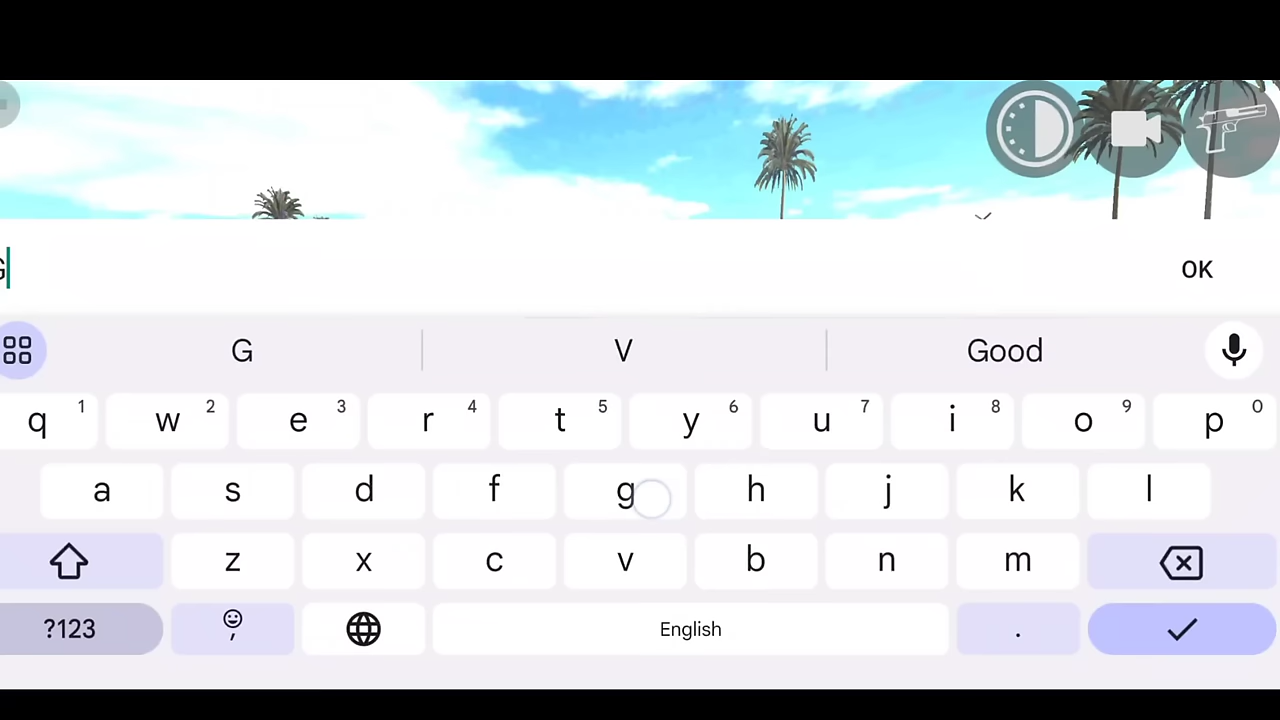 G
OK
G V Good
q 1 w 2 e 3 r 4 t 5 y 6 u 7 i 8 o 9 p 0
a s d f g h j k l
z x c v b n m
?123 , English .